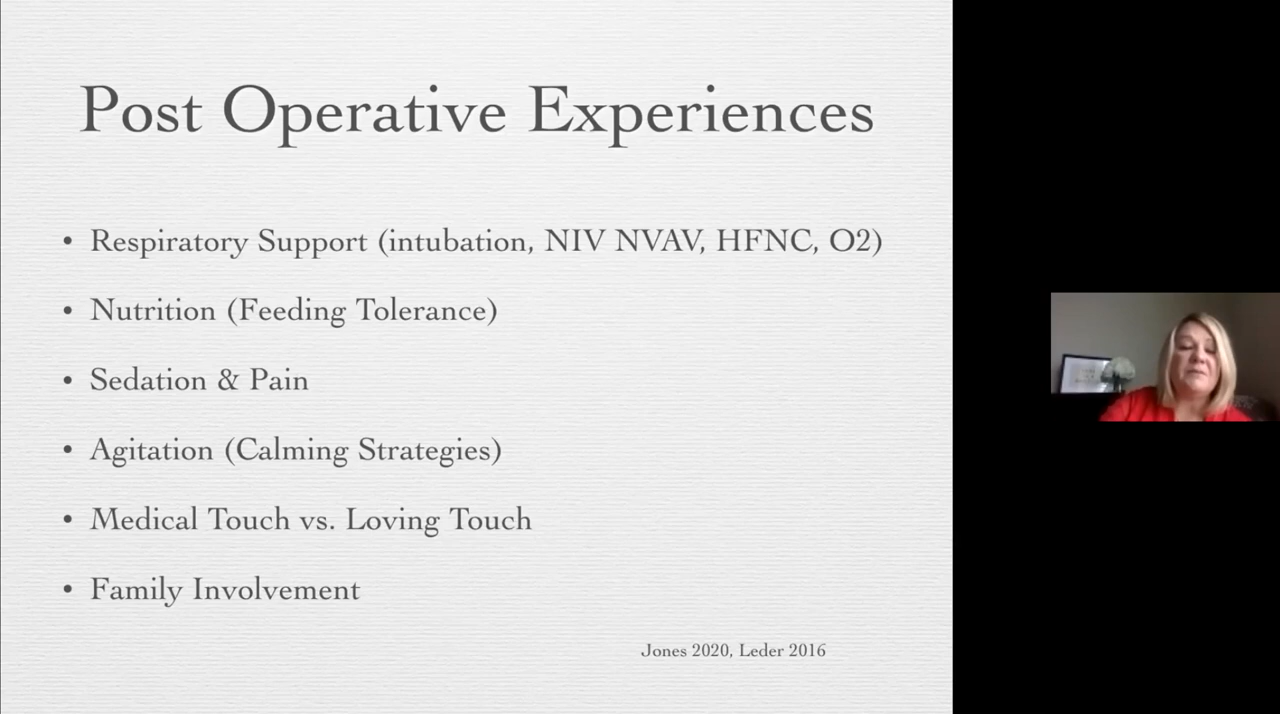 Post Operative Experiences
• Respiratory Support (intubation, NIV NVAV, HFNC, O2)
• Nutrition (Feeding Tolerance)
• Sedation & Pain
• Agitation (Calming Strategies)
• Medical Touch vs. Loving Touch
• Family Involvement
Jones 2020, Leder 2016